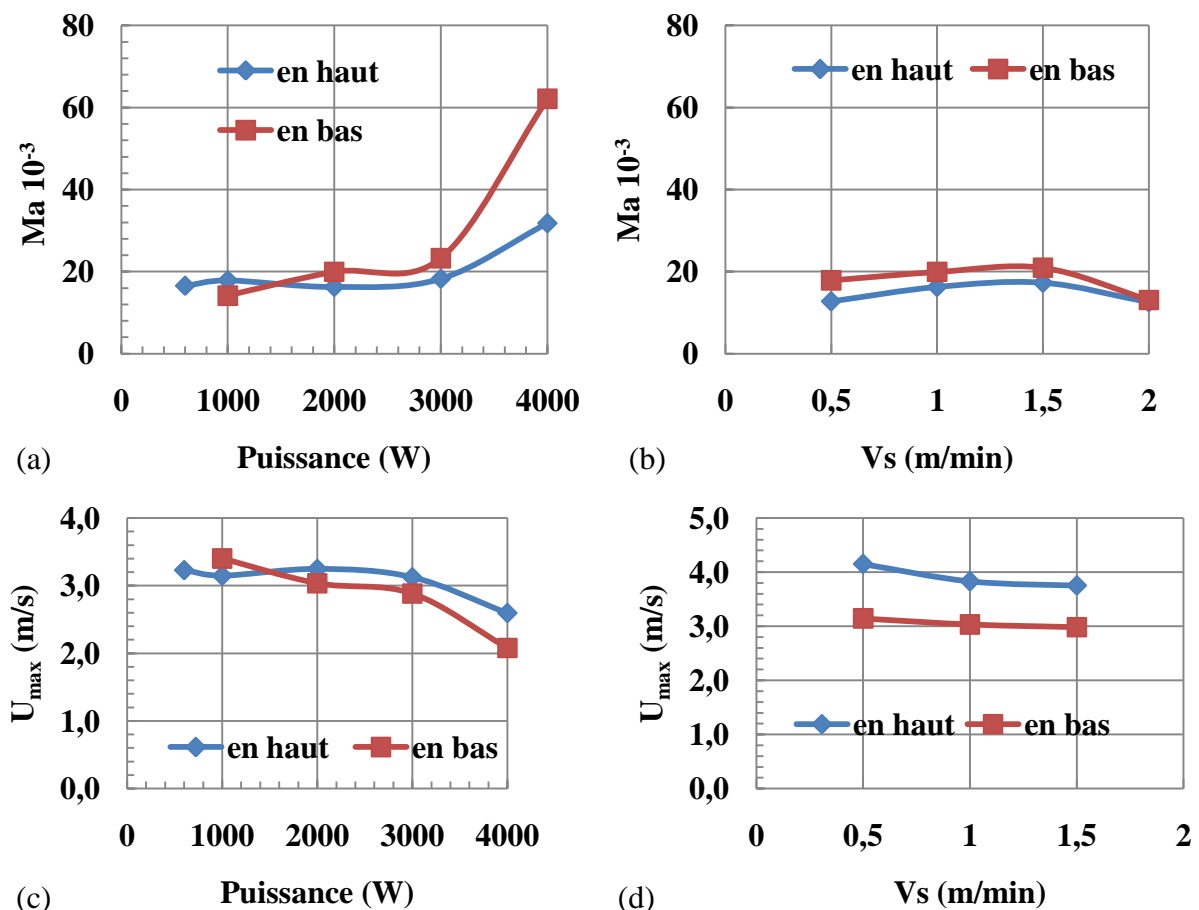 80
60
40
20
0
Ma 10⁻³
en haut
en bas
0 1000 2000 3000 4000
(a) Puissance (W)
80
60
40
20
0
Ma 10⁻³
en haut en bas
0 0,5 1 1,5 2
(b) Vs (m/min)
4,0
3,0
2,0
1,0
0,0
Uₘₐₓ (m/s)
en haut en bas
0 1000 2000 3000 4000
(c) Puissance (W)
5,0
4,0
3,0
2,0
1,0
0,0
Uₘₐₓ (m/s)
en haut en bas
0 0,5 1 1,5 2
(d) Vs (m/min)